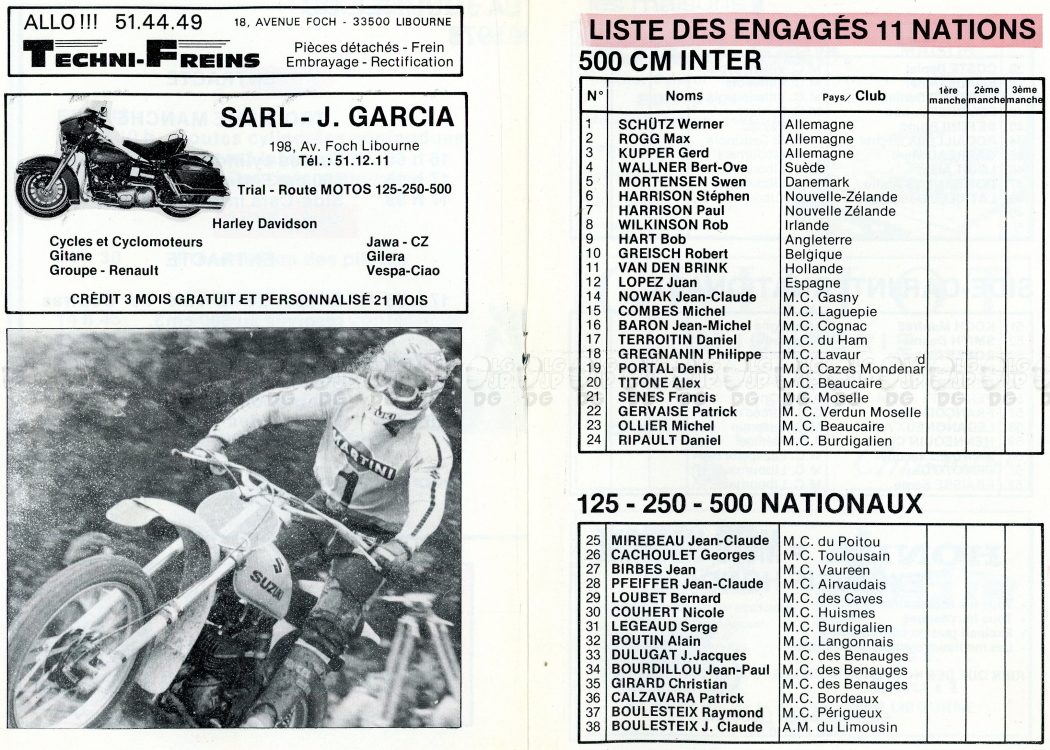 ALLO !!! 51.44.49
18, AVENUE FOCH - 33500 LIBOURNE
TECHNI-FREINS
Pièces détachés - Frein
Embrayage - Rectification
SARL - J. GARCIA
198, Av. Foch Libourne
Tél. : 51.12.11
Trial - Route MOTOS 125-250-500
Harley Davidson
Cycles et Cyclomoteurs Jawa - CZ
Gitane Gilera
Groupe - Renault Vespa-Ciao
CRÉDIT 3 MOIS GRATUIT ET PERSONNALISÉ 21 MOIS
MARTINI
1
SUZUKI
LISTE DES ENGAGÉS 11 NATIONS
500 CM INTER
N° Noms Pays/ Club 1ère manche 2ème manche 3ème manche
1 SCHÜTZ Werner Allemagne
2 ROGG Max Allemagne
3 KUPPER Gerd Allemagne
4 WALLNER Bert-Ove Suède
5 MORTENSEN Swen Danemark
6 HARRISON Stéphen Nouvelle-Zélande
7 HARRISON Paul Nouvelle Zélande
8 WILKINSON Rob Irlande
9 HART Bob Angleterre
10 GREISCH Robert Belgique
11 VAN DEN BRINK Hollande
12 LOPEZ Juan Espagne
14 NOWAK Jean-Claude M.C. Gasny
15 COMBES Michel M.C. Laguepie
16 BARON Jean-Michel M.C. Cognac
17 TERROITIN Daniel M.C. du Ham
18 GREGNANIN Philippe M.C. Lavaur
d
19 PORTAL Denis M.C. Cazes Mondénar
20 TITONE Alex M.C. Beaucaire
21 SENES Francis M.C. Moselle
22 GERVAISE Patrick M. C. Verdun Moselle
23 OLLIER Michel M. C. Beaucaire
24 RIPAULT Daniel M.C. Burdigalien
125 - 250 - 500 NATIONAUX
25 MIREBEAU Jean-Claude M.C. du Poitou
26 CACHOULET Georges M.C. Toulousain
27 BIRBES Jean M.C. Vaureen
28 PFEIFFER Jean-Claude M.C. Airvaudais
29 LOUBET Bernard M.C. des Caves
30 COUHERT Nicole M.C. Huismes
31 LEGEAUD Serge M.C. Burdigalien
32 BOUTIN Alain M.C. Langonnais
33 DULUGAT J.Jacques M.C. des Benauges
34 BOURDILLOU Jean-Paul M.C. des Benauges
35 GIRARD Christian M.C. des Benauges
36 CALZAVARA Patrick M.C. Bordeaux
37 BOULESTEIX Raymond M.C. Périgueux
38 BOULESTEIX J. Claude A.M. du Limousin